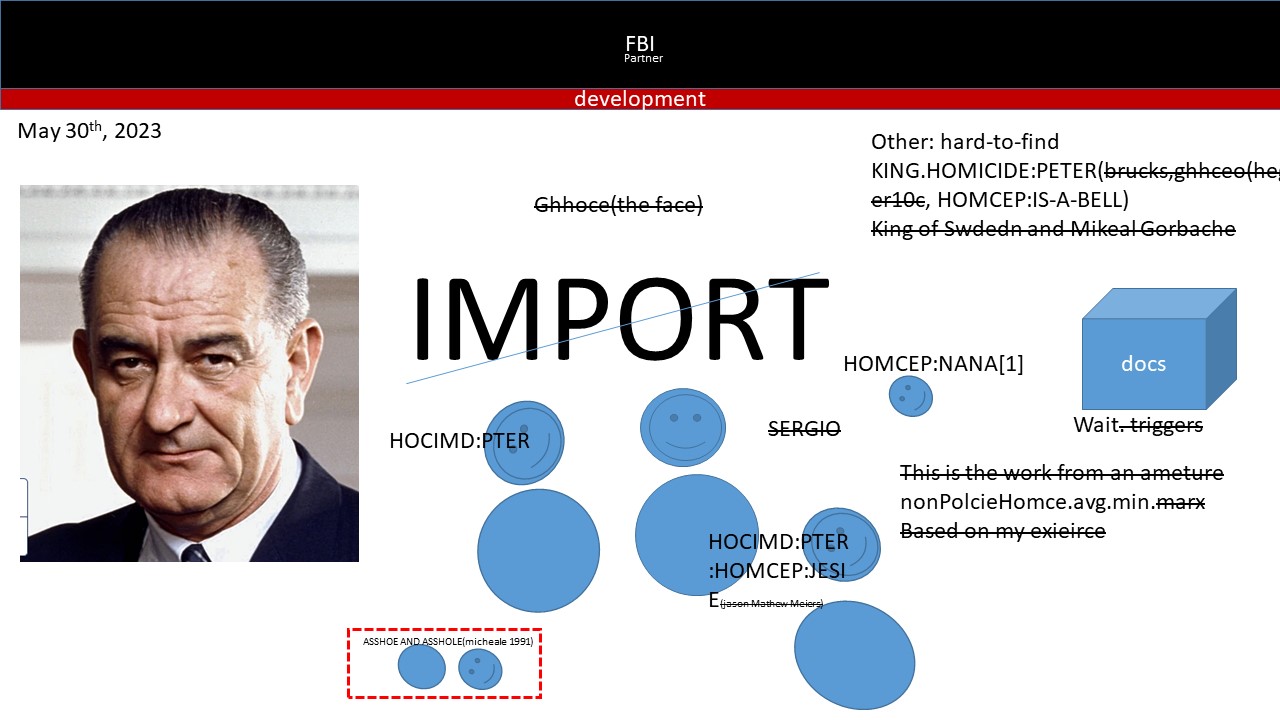 FBI
Partner
development
May 30th, 2023
Other: hard-to-find
KING.HOMICIDE:PETER(brucks,ghhceo(heg
er10c, HOMCEP:IS-A-BELL)
King of Swdedn and Mikeal Gorbache
Ghhoce(the face)
IMPORT
HOMCEP:NANA[1]
docs
Wait. triggers
HOCIMD:PTER
SERGIO
This is the work from an ameture
nonPolcieHomce.avg.min.marx
Based on my exieirce
HOCIMD:PTER
:HOMCEP:JESI
E(jason Mathew Meiers)
ASSHOE AND ASSHOLE(micheale 1991)